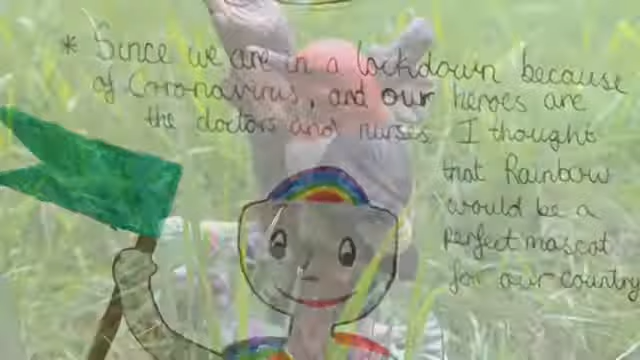 * Since we are in a lockdown because
of Coronavirus, and our heroes are
the doctors and nurses. I thought
that Rainbow
would be a
perfect mascot
for our country